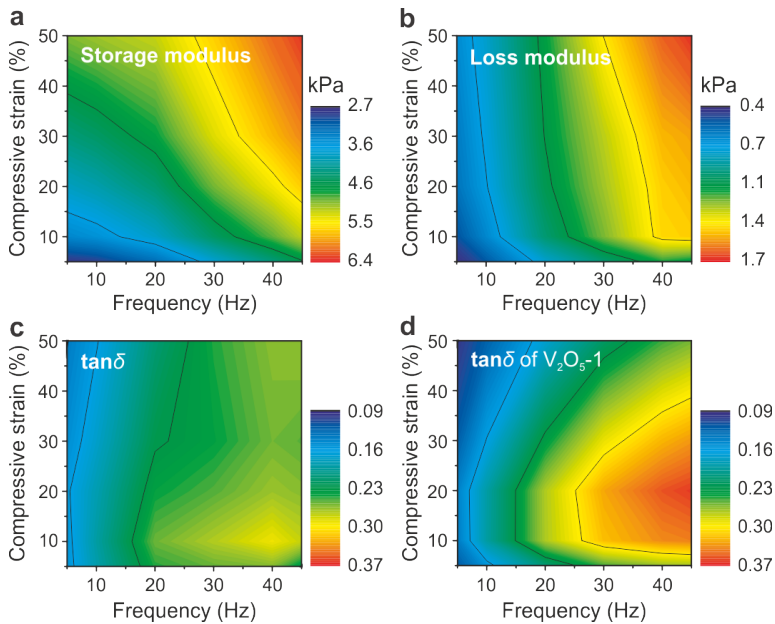 a
Storage modulus
50
40
30
20
10
10 20 30 40
Compressive strain (%)
Frequency (Hz)
kPa
2.7
3.6
4.6
5.5
6.4
b
Loss modulus
50
40
30
20
10
10 20 30 40
Compressive strain (%)
Frequency (Hz)
kPa
0.4
0.7
1.1
1.4
1.7
c
tanδ
50
40
30
20
10
10 20 30 40
Compressive strain (%)
Frequency (Hz)
0.09
0.16
0.23
0.30
0.37
d
tanδ of V₂O₅-1
50
40
30
20
10
10 20 30 40
Compressive strain (%)
Frequency (Hz)
0.09
0.16
0.23
0.30
0.37